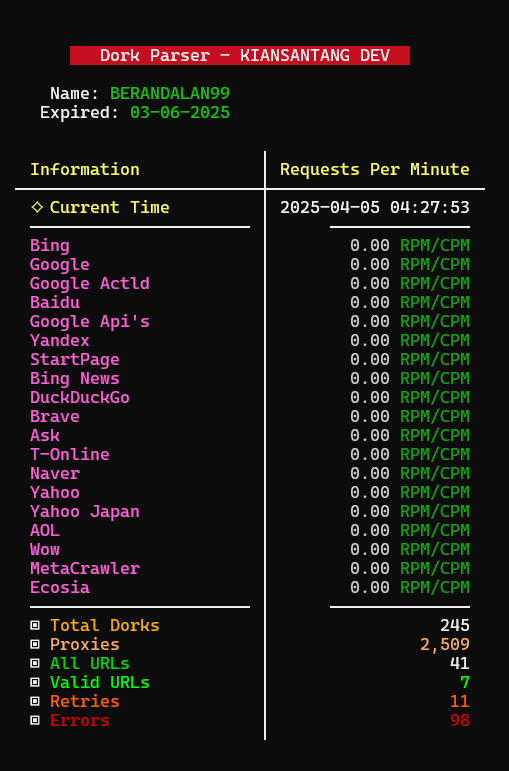 Dork Parser - KIANSANTANG DEV
Name: BERANDALAN99
Expired: 03-06-2025
Information Requests Per Minute
Current Time 2025-04-05 04:27:53
Bing 0.00 RPM/CPM
Google 0.00 RPM/CPM
Google Actld 0.00 RPM/CPM
Baidu 0.00 RPM/CPM
Google Api's 0.00 RPM/CPM
Yandex 0.00 RPM/CPM
StartPage 0.00 RPM/CPM
Bing News 0.00 RPM/CPM
DuckDuckGo 0.00 RPM/CPM
Brave 0.00 RPM/CPM
Ask 0.00 RPM/CPM
T-Online 0.00 RPM/CPM
Naver 0.00 RPM/CPM
Yahoo 0.00 RPM/CPM
Yahoo Japan 0.00 RPM/CPM
AOL 0.00 RPM/CPM
Wow 0.00 RPM/CPM
MetaCrawler 0.00 RPM/CPM
Ecosia 0.00 RPM/CPM
Total Dorks 245
Proxies 2,509
All URLs 41
Valid URLs 7
Retries 11
Errors 98